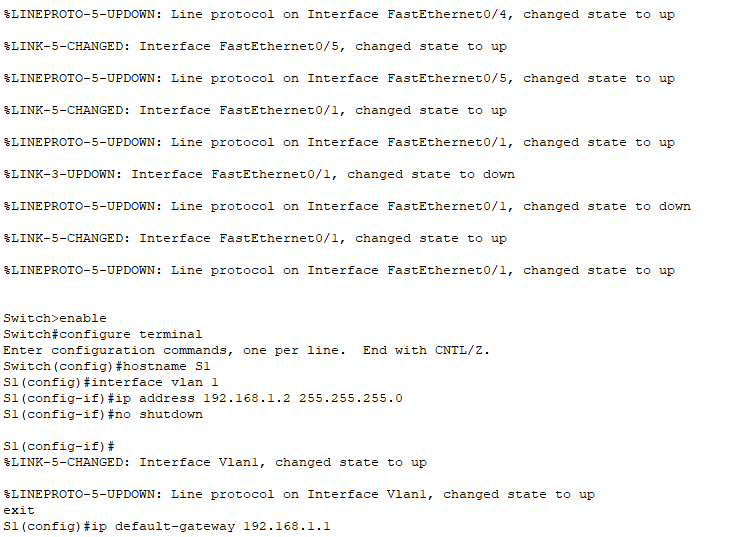 %LINEPROTO-5-UPDOWN: Line protocol on Interface FastEthernet0/4, changed state to up
%LINK-5-CHANGED: Interface FastEthernet0/5, changed state to up
%LINEPROTO-5-UPDOWN: Line protocol on Interface FastEthernet0/5, changed state to up
%LINK-5-CHANGED: Interface FastEthernet0/1, changed state to up
%LINEPROTO-5-UPDOWN: Line protocol on Interface FastEthernet0/1, changed state to up
%LINK-3-UPDOWN: Interface FastEthernet0/1, changed state to down
%LINEPROTO-5-UPDOWN: Line protocol on Interface FastEthernet0/1, changed state to down
%LINK-5-CHANGED: Interface FastEthernet0/1, changed state to up
%LINEPROTO-5-UPDOWN: Line protocol on Interface FastEthernet0/1, changed state to up
Switch>enable
Switch#configure terminal
Enter configuration commands, one per line.  End with CNTL/Z.
Switch(config)#hostname S1
S1(config)#interface vlan 1
S1(config-if)#ip address 192.168.1.2 255.255.255.0
S1(config-if)#no shutdown
S1(config-if)#
%LINK-5-CHANGED: Interface Vlan1, changed state to up
%LINEPROTO-5-UPDOWN: Line protocol on Interface Vlan1, changed state to up
exit
S1(config)#ip default-gateway 192.168.1.1